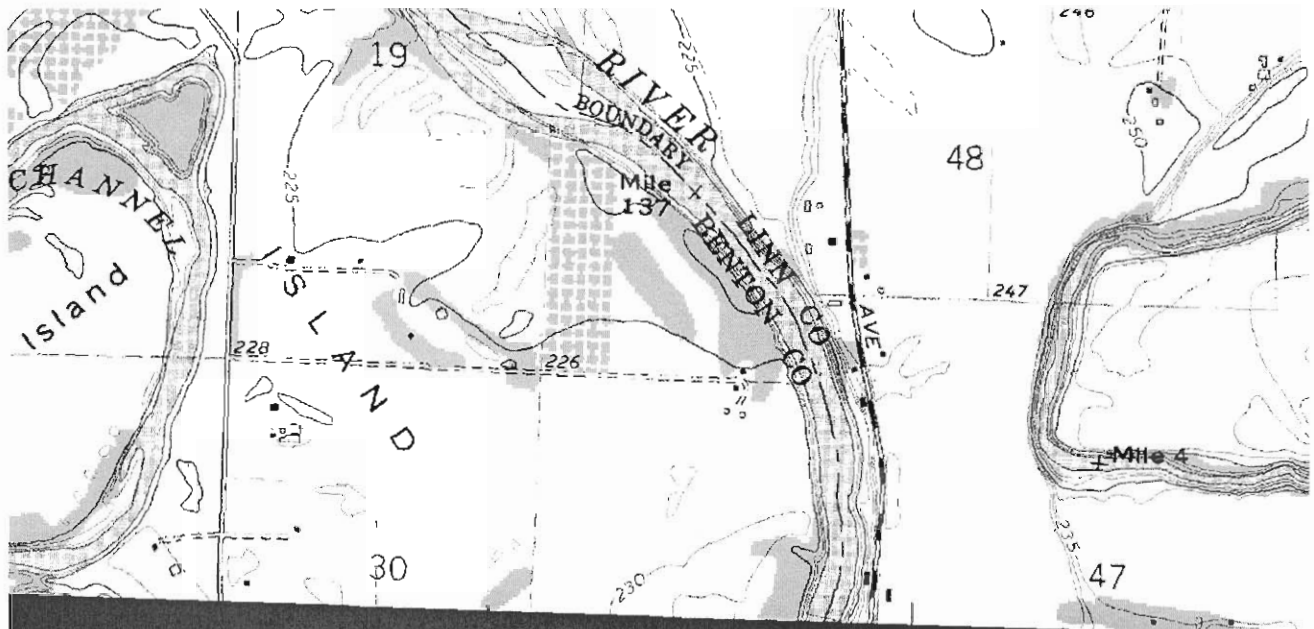 246
19
225
RIVER
BOUNDARY
250
48
CHANNEL
Mile
137
225
LINN CO
BENTON CO
ISLAND
Island
247
AVE
228
226
Mile 4
235
30
230
47